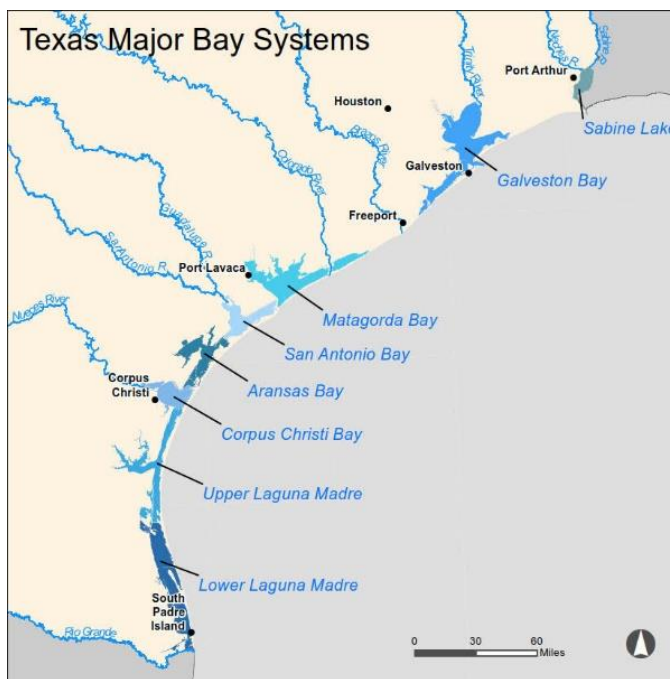 Texas Major Bay Systems
Neches R.
Sabine R.
Port Arthur
Trinity River
Houston
Sabine Lake
Brazos River
Colorado River
Galveston
Galveston Bay
Guadalupe R.
Freeport
San Antonio R.
Port Lavaca
Nueces River
Matagorda Bay
San Antonio Bay
Corpus
Christi
Aransas Bay
Corpus Christi Bay
Upper Laguna Madre
Lower Laguna Madre
South
Padre
Island
Rio Grande
0 30 60
Miles